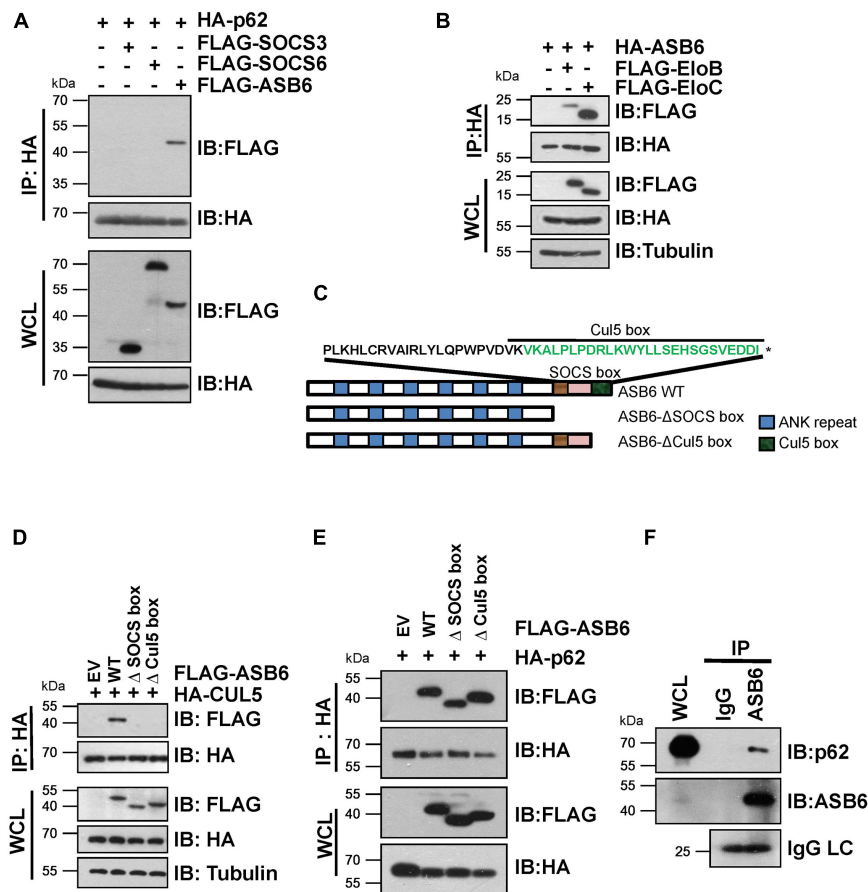 A
+ + + + HA-p62
- + - - FLAG-SOCS3
- - + - FLAG-SOCS6
- - - + FLAG-ASB6
kDa
IP: HA
70
55
40
35
IB:FLAG
70
IB:HA
WCL
70
55
40
35
IB:FLAG
70
IB:HA
B
+ + + HA-ASB6
- + - FLAG-EloB
- - + FLAG-EloC
kDa
IP:HA
25
15
IB:FLAG
55
IB:HA
WCL
25
15
IB:FLAG
55
IB:HA
55
IB:Tubulin
C
Cul5 box
PLKHLCRVAIRLYLQPWPVDVKVKALPLPDRLKWYLLSEHSGSVEDDI *
SOCS box
ASB6 WT
ASB6-ΔSOCS box
ASB6-ΔCul5 box
ANK repeat
Cul5 box
D
EV
WT
Δ SOCS box
Δ Cul5 box
FLAG-ASB6
kDa
+ + + + HA-CUL5
IP: HA
55
40
IB: FLAG
70
IB: HA
WCL
55
40
IB: FLAG
70
IB: HA
55
IB: Tubulin
E
EV
WT
Δ SOCS box
Δ Cul5 box
FLAG-ASB6
kDa
+ + + + HA-p62
IP : HA
55
40
IB:FLAG
70
55
IB:HA
WCL
55
40
IB:FLAG
70
55
IB:HA
F
IP
WCL
IgG
ASB6
kDa
70
55
IB:p62
55
40
IB:ASB6
25
IgG LC